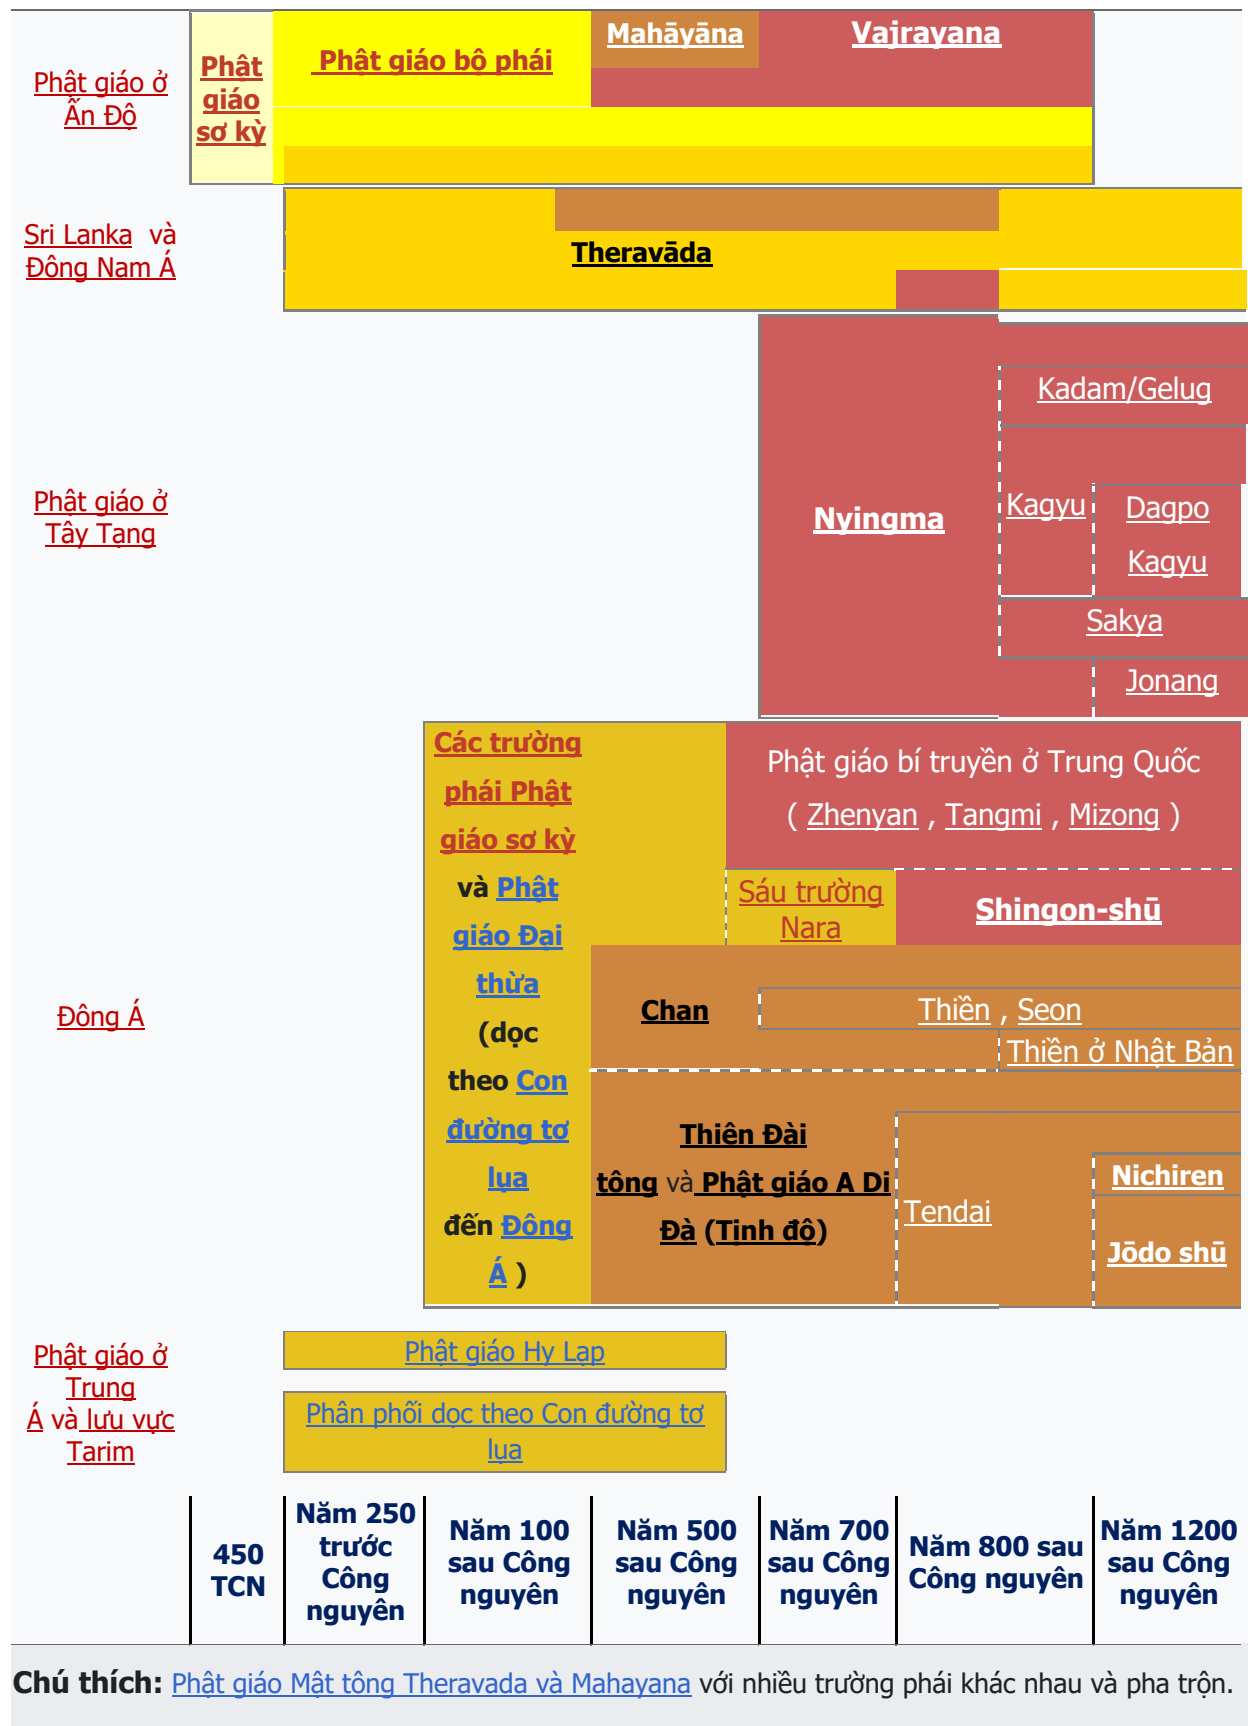 Phật giáo ở
Ấn Độ
Phật
giáo
sơ kỳ
Phật giáo bộ phái
Mahāyāna
Vajrayana
Sri Lanka và
Đông Nam Á
Theravāda
Phật giáo ở
Tây Tạng
Nyingma
Kadam/Gelug
Kagyu
Dagpo
Kagyu
Sakya
Jonang
Đông Á
Các trường
phái Phật
giáo sơ kỳ
và Phật
giáo Đại
thừa
(dọc
theo Con
đường tơ
lụa
đến Đông
Á )
Phật giáo bí truyền ở Trung Quốc
( Zhenyan , Tangmi , Mizong )
Sáu trường
Nara
Shingon-shū
Chan
Thiền , Seon
Thiền ở Nhật Bản
Thiên Đài
tông và Phật giáo A Di
Đà (Tịnh độ)
Tendai
Nichiren
Jōdo shū
Phật giáo ở
Trung
Á và lưu vực
Tarim
Phật giáo Hy Lạp
Phân phối dọc theo Con đường tơ
lụa
450
TCN
Năm 250
trước
Công
nguyên
Năm 100
sau Công
nguyên
Năm 500
sau Công
nguyên
Năm 700
sau Công
nguyên
Năm 800 sau
Công nguyên
Năm 1200
sau Công
nguyên
Chú thích: Phật giáo Mật tông Theravada và Mahayana với nhiều trường phái khác nhau và pha trộn.